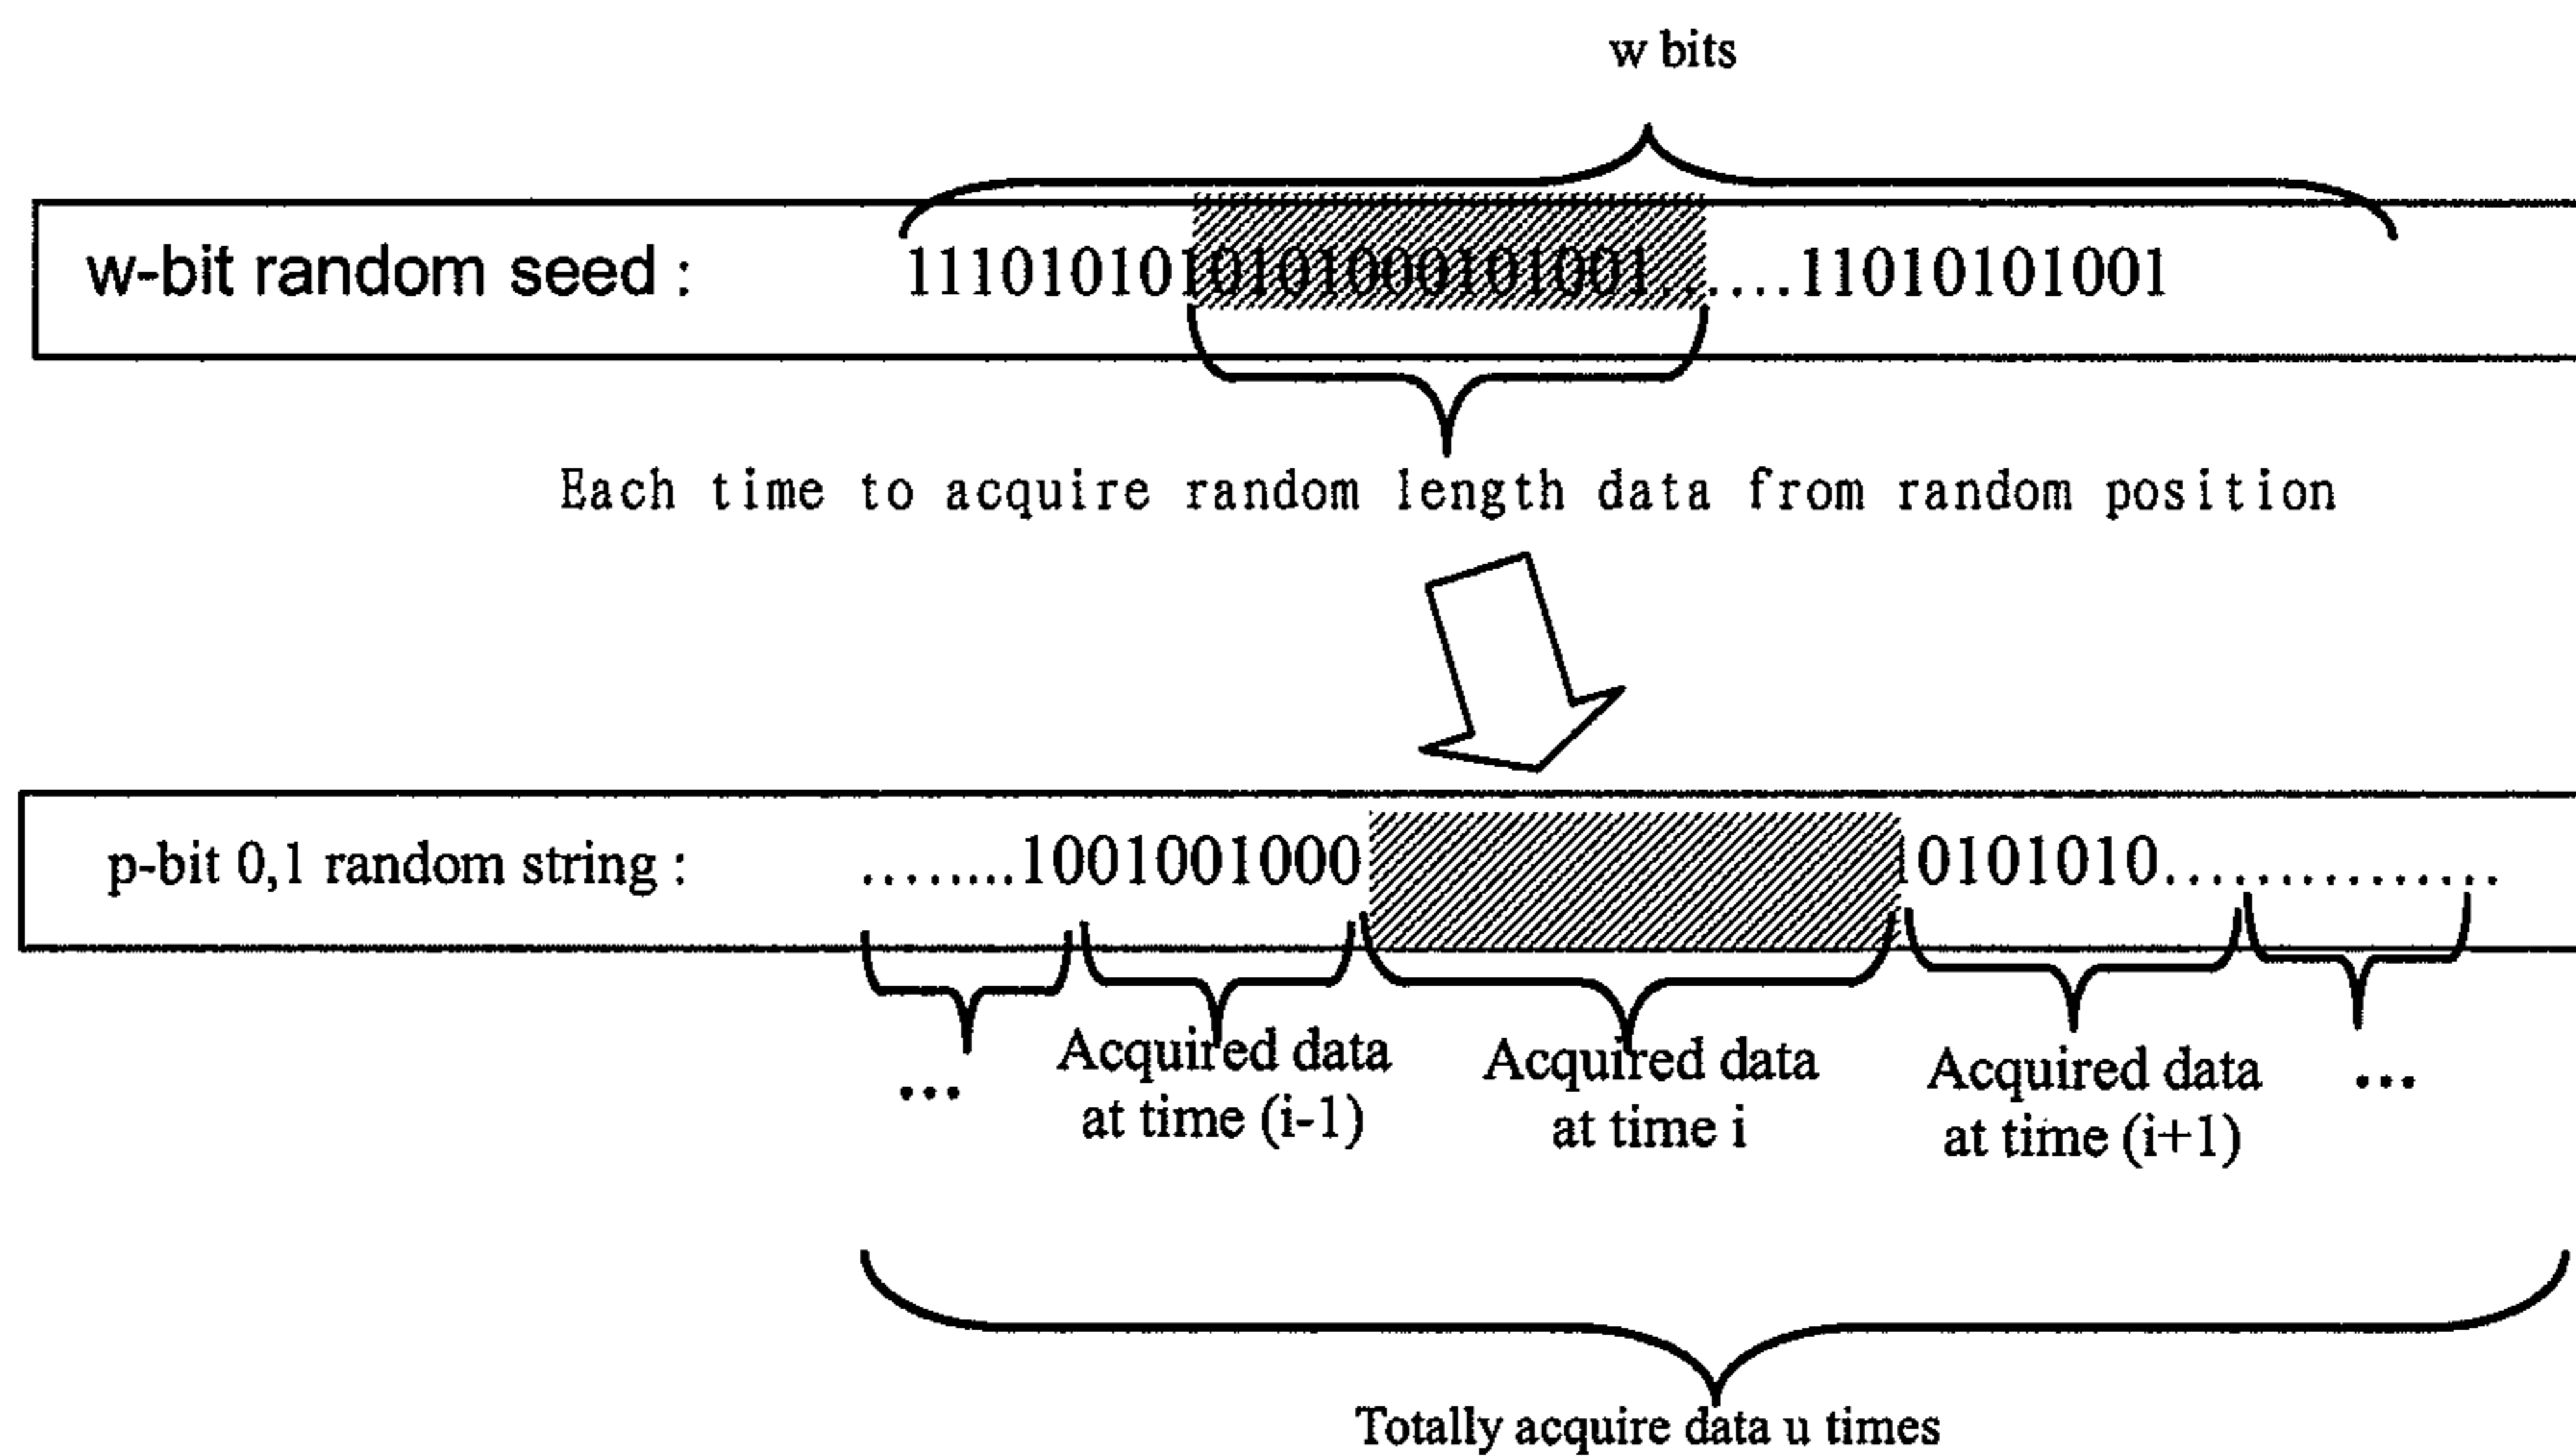 w bits
w-bit random seed : 1110101010101000101001.......11010101001
Each time to acquire random length data from random position
p-bit 0,1 random string : .........1001001000 10101010...............
... Acquired data Acquired data Acquired data ...
at time (i-1) at time i at time (i+1)
Totally acquire data u times